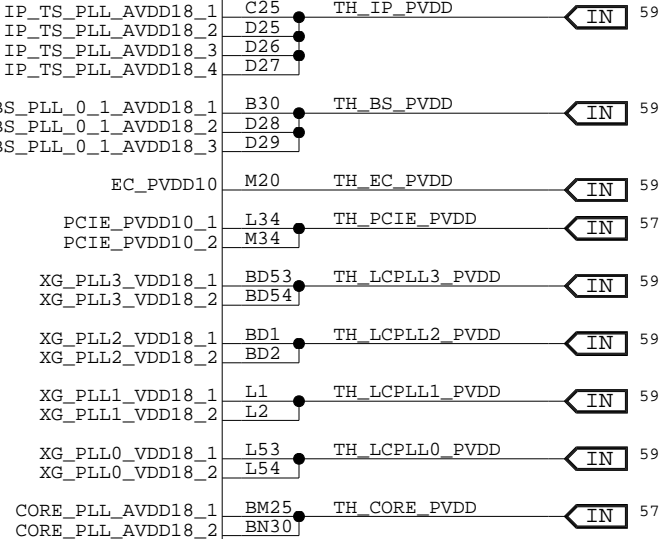 IP_TS_PLL_AVDD18_1 C25 TH_IP_PVDD IN 59
IP_TS_PLL_AVDD18_2 D25
IP_TS_PLL_AVDD18_3 D26
IP_TS_PLL_AVDD18_4 D27
BS_PLL_0_1_AVDD18_1 B30 TH_BS_PVDD IN 59
BS_PLL_0_1_AVDD18_2 D28
BS_PLL_0_1_AVDD18_3 D29
EC_PVDD10 M20 TH_EC_PVDD IN 59
PCIE_PVDD10_1 L34 TH_PCIE_PVDD IN 57
PCIE_PVDD10_2 M34
XG_PLL3_VDD18_1 BD53 TH_LCPLL3_PVDD IN 59
XG_PLL3_VDD18_2 BD54
XG_PLL2_VDD18_1 BD1 TH_LCPLL2_PVDD IN 59
XG_PLL2_VDD18_2 BD2
XG_PLL1_VDD18_1 L1 TH_LCPLL1_PVDD IN 59
XG_PLL1_VDD18_2 L2
XG_PLL0_VDD18_1 L53 TH_LCPLL0_PVDD IN 59
XG_PLL0_VDD18_2 L54
CORE_PLL_AVDD18_1 BM25 TH_CORE_PVDD IN 57
CORE_PLL_AVDD18_2 BN30